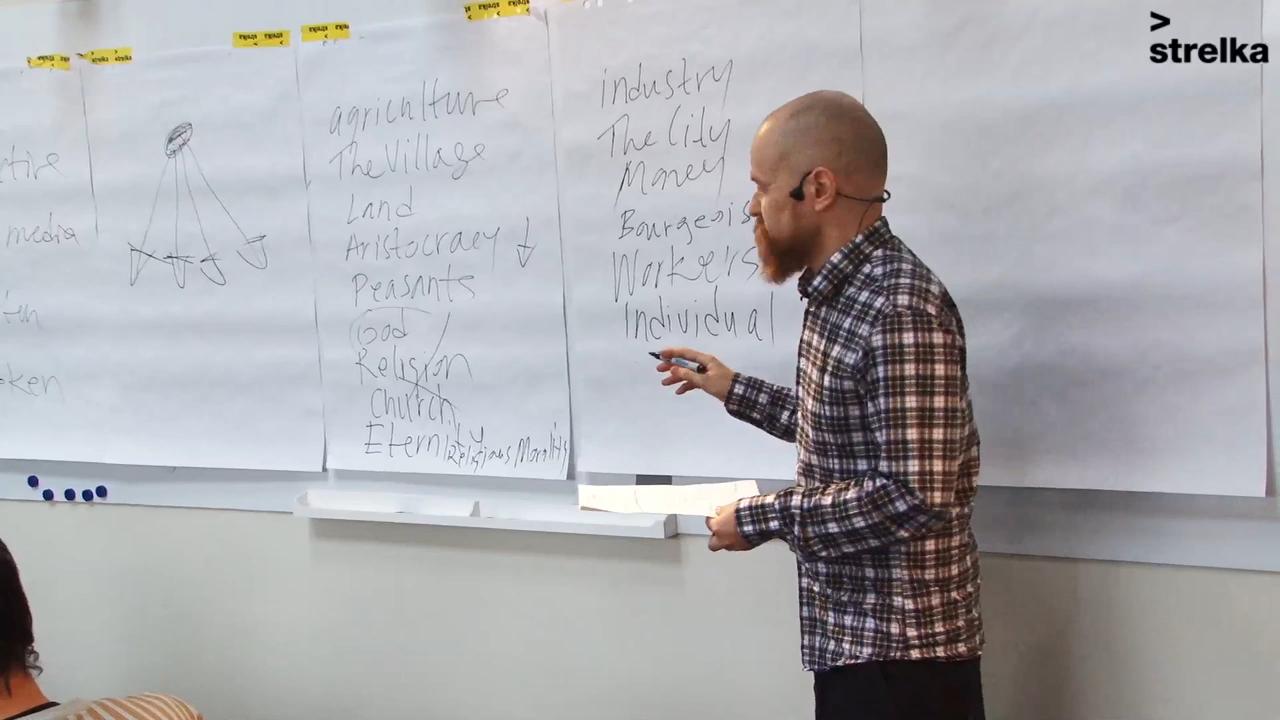 >
strelka
strelka
media
agriculture
The Village
Land
Aristocracy ↓
Peasants
God
Religion
Church
Eternity
Religious Morality
industry
The City
Money
Bourgeois
Workers
Individual